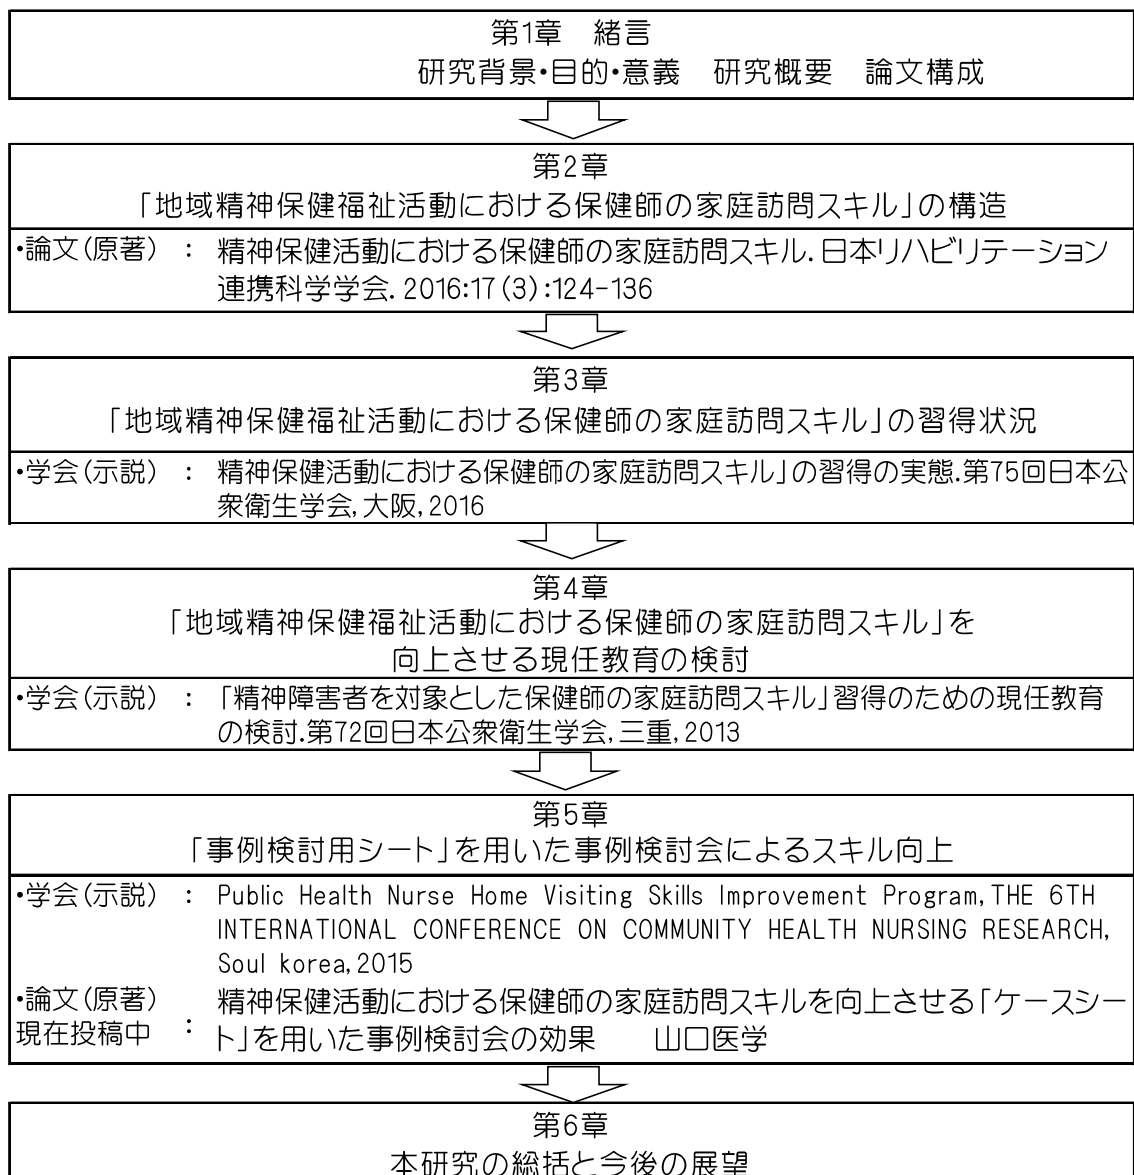 第1章　緒言
研究背景・目的・意義　研究概要　論文構成
第2章
「地域精神保健福祉活動における保健師の家庭訪問スキル」の構造
・論文(原著)　:　精神保健活動における保健師の家庭訪問スキル. 日本リハビリテーション
連携科学学会. 2016:17(3):124-136
第3章
「地域精神保健福祉活動における保健師の家庭訪問スキル」の習得状況
・学会(示説)　:　精神保健活動における保健師の家庭訪問スキル」の習得の実態.第75回日本公
衆衛生学会,大阪,2016
第4章
「地域精神保健福祉活動における保健師の家庭訪問スキル」を
向上させる現任教育の検討
・学会(示説)　:　「精神障害者を対象とした保健師の家庭訪問スキル」習得のための現任教育
の検討.第72回日本公衆衛生学会,三重,2013
第5章
「事例検討用シート」を用いた事例検討会によるスキル向上
・学会(示説)　:　Public Health Nurse Home Visiting Skills Improvement Program,THE 6TH
INTERNATIONAL CONFERENCE ON COMMUNITY HEALTH NURSING RESEARCH,
Soul korea,2015
・論文(原著)　精神保健活動における保健師の家庭訪問スキルを向上させる「ケースシー
現在投稿中　:　ト」を用いた事例検討会の効果　　山口医学
第6章
本研究の総括と今後の展望